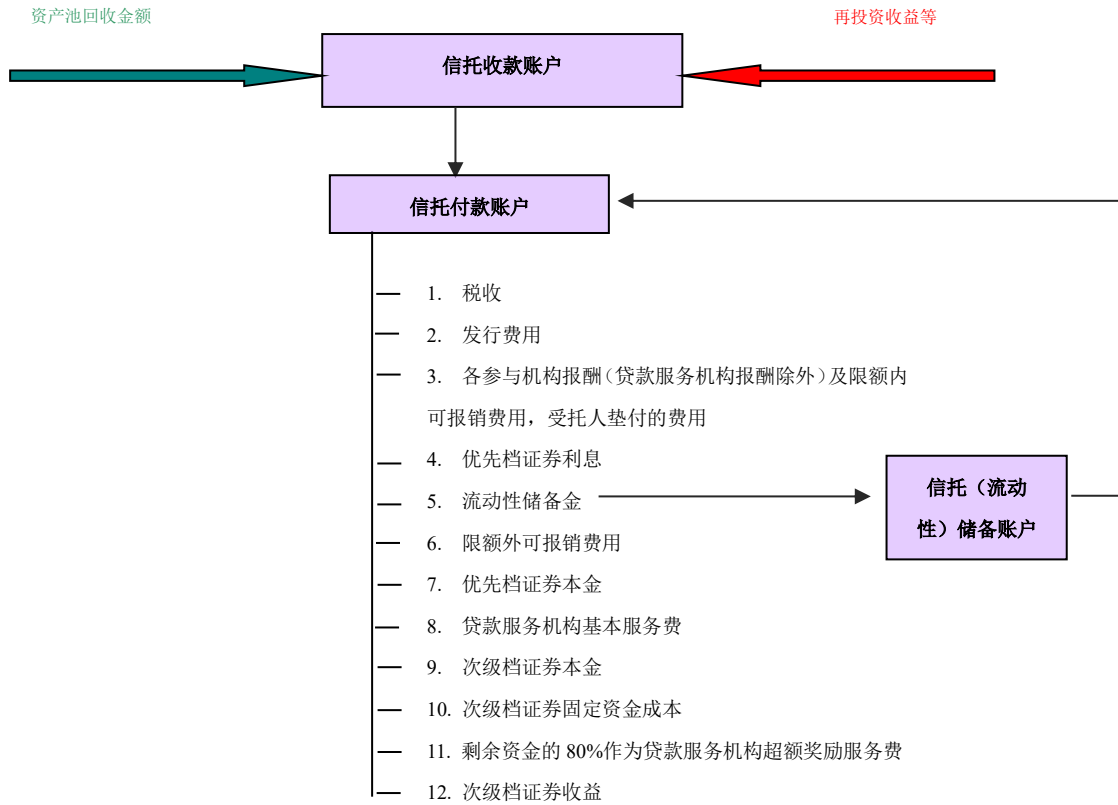 资产池回收金额
再投资收益等
信托收款账户
信托付款账户
1. 税收
2. 发行费用
3. 各参与机构报酬（贷款服务机构报酬除外）及限额内
可报销费用，受托人垫付的费用
4. 优先档证券利息
5. 流动性储备金
信托（流动
性）储备账户
6. 限额外可报销费用
7. 优先档证券本金
8. 贷款服务机构基本服务费
9. 次级档证券本金
10. 次级档证券固定资金成本
11. 剩余资金的 80%作为贷款服务机构超额奖励服务费
12. 次级档证券收益